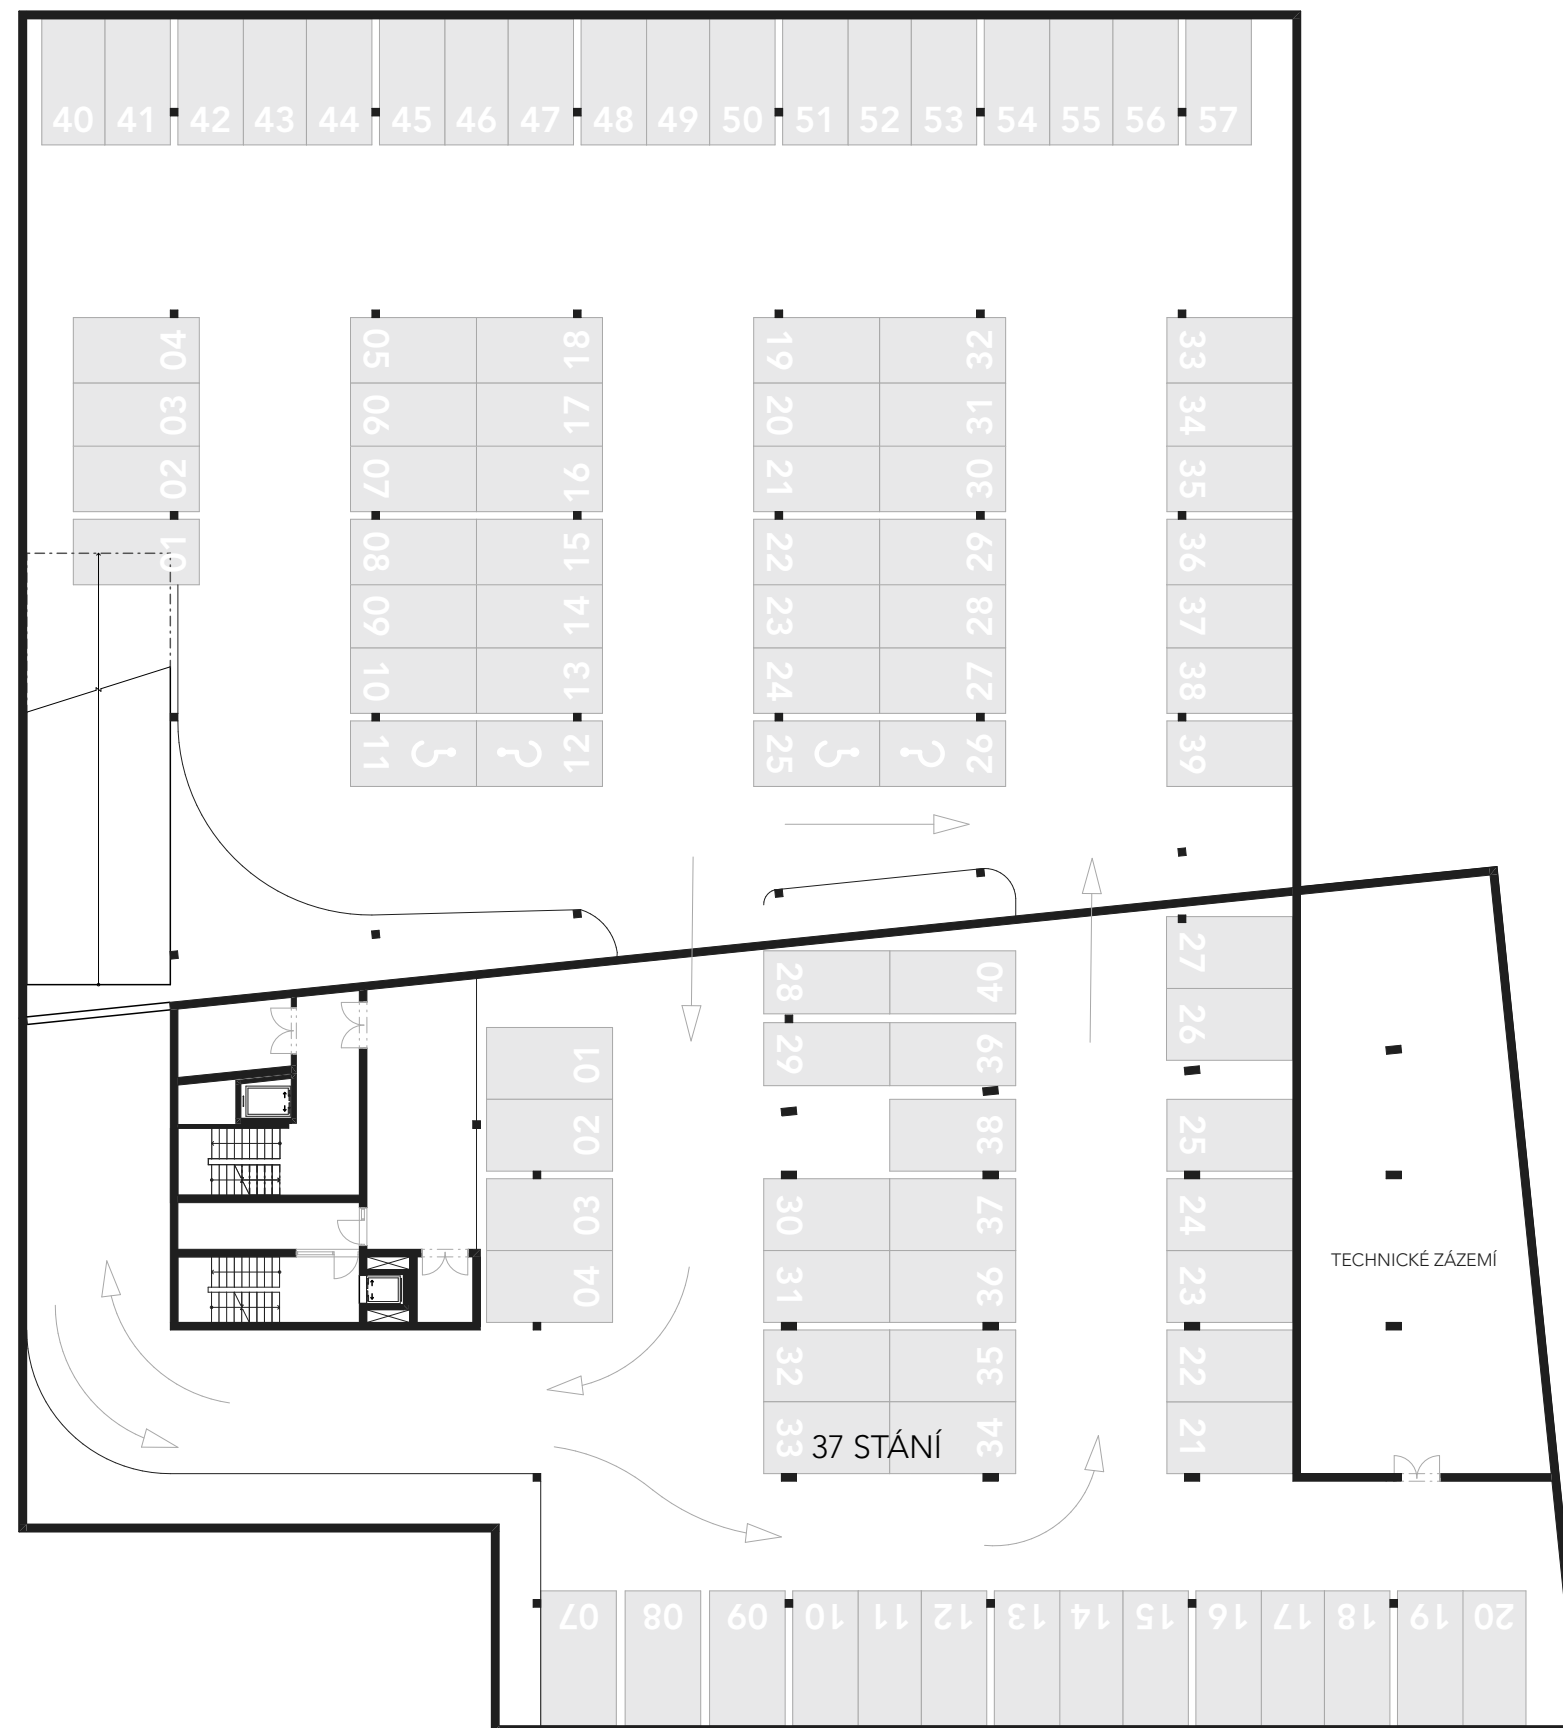 40 41 42 43 44 45 46 47 48 49 50 51 52 53 54 55 56 57
04 05 18 19 32 33
03 06 17 20 31 34
02 07 16 21 30 35
01 08 15 22 29 36
09 14 23 28 37
10 13 24 27 38
11 12 25 26 39
27
28 40
26
01 29 39
02 38 25
03 30 37 24
04 31 36 23
TECHNICKÉ ZÁZEMÍ
32 35 22
33 34 21
37 STÁNÍ
07 08 09 10 11 12 13 14 15 16 17 18 19 20